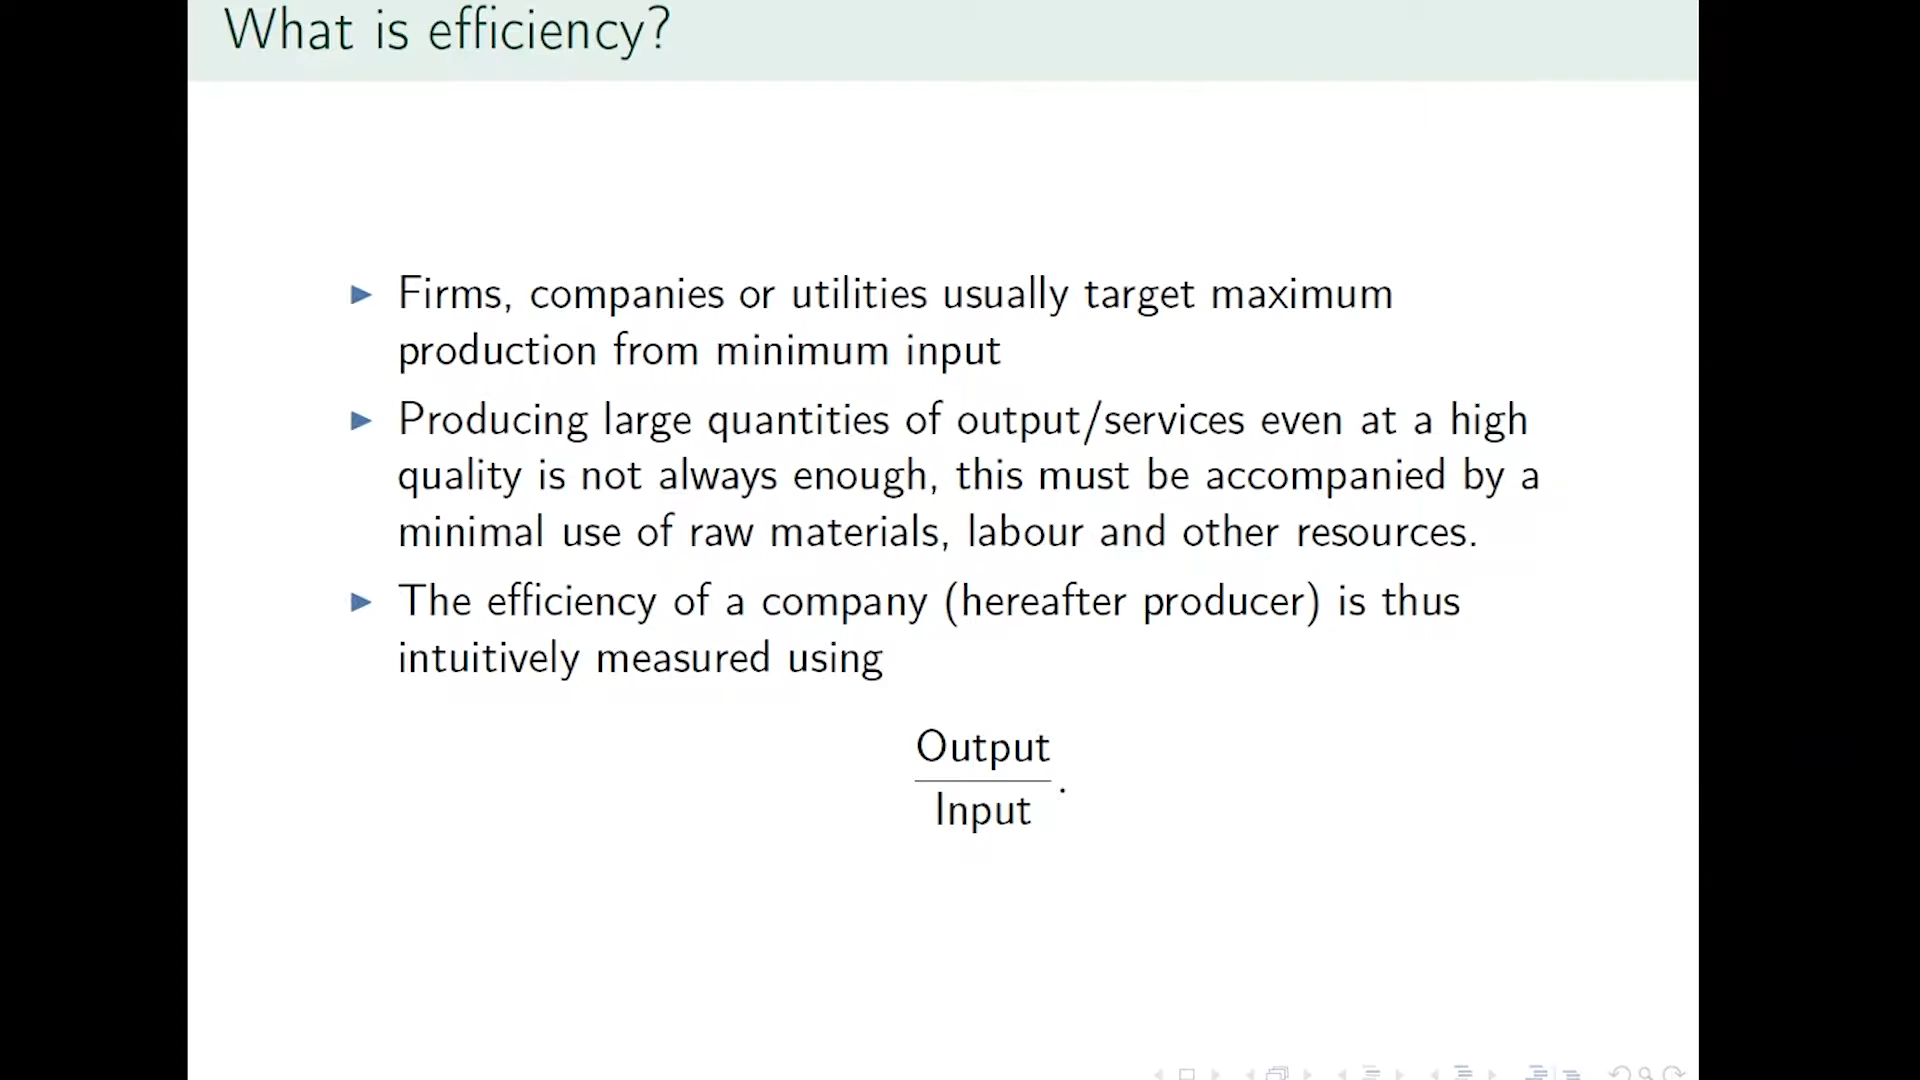 What is efficiency?
Firms, companies or utilities usually target maximum
production from minimum input
Producing large quantities of output/services even at a high
quality is not always enough, this must be accompanied by a
minimal use of raw materials, labour and other resources.
The efficiency of a company (hereafter producer) is thus
intuitively measured using
Output
Input
.